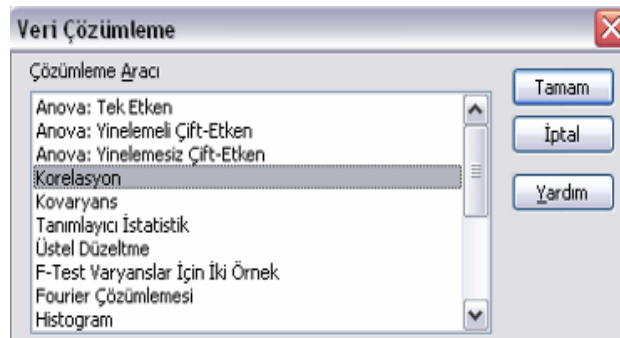 Veri Çözümleme
Çözümleme Aracı
Anova: Tek Etken
Anova: Yinelemeli Çift-Etken
Anova: Yinelemesiz Çift-Etken
Korelasyon
Kovaryans
Tanımlayıcı İstatistik
Üstel Düzeltme
F-Test Varyanslar İçin İki Örnek
Fourier Çözümlemesi
Histogram
Tamam
İptal
Yardım